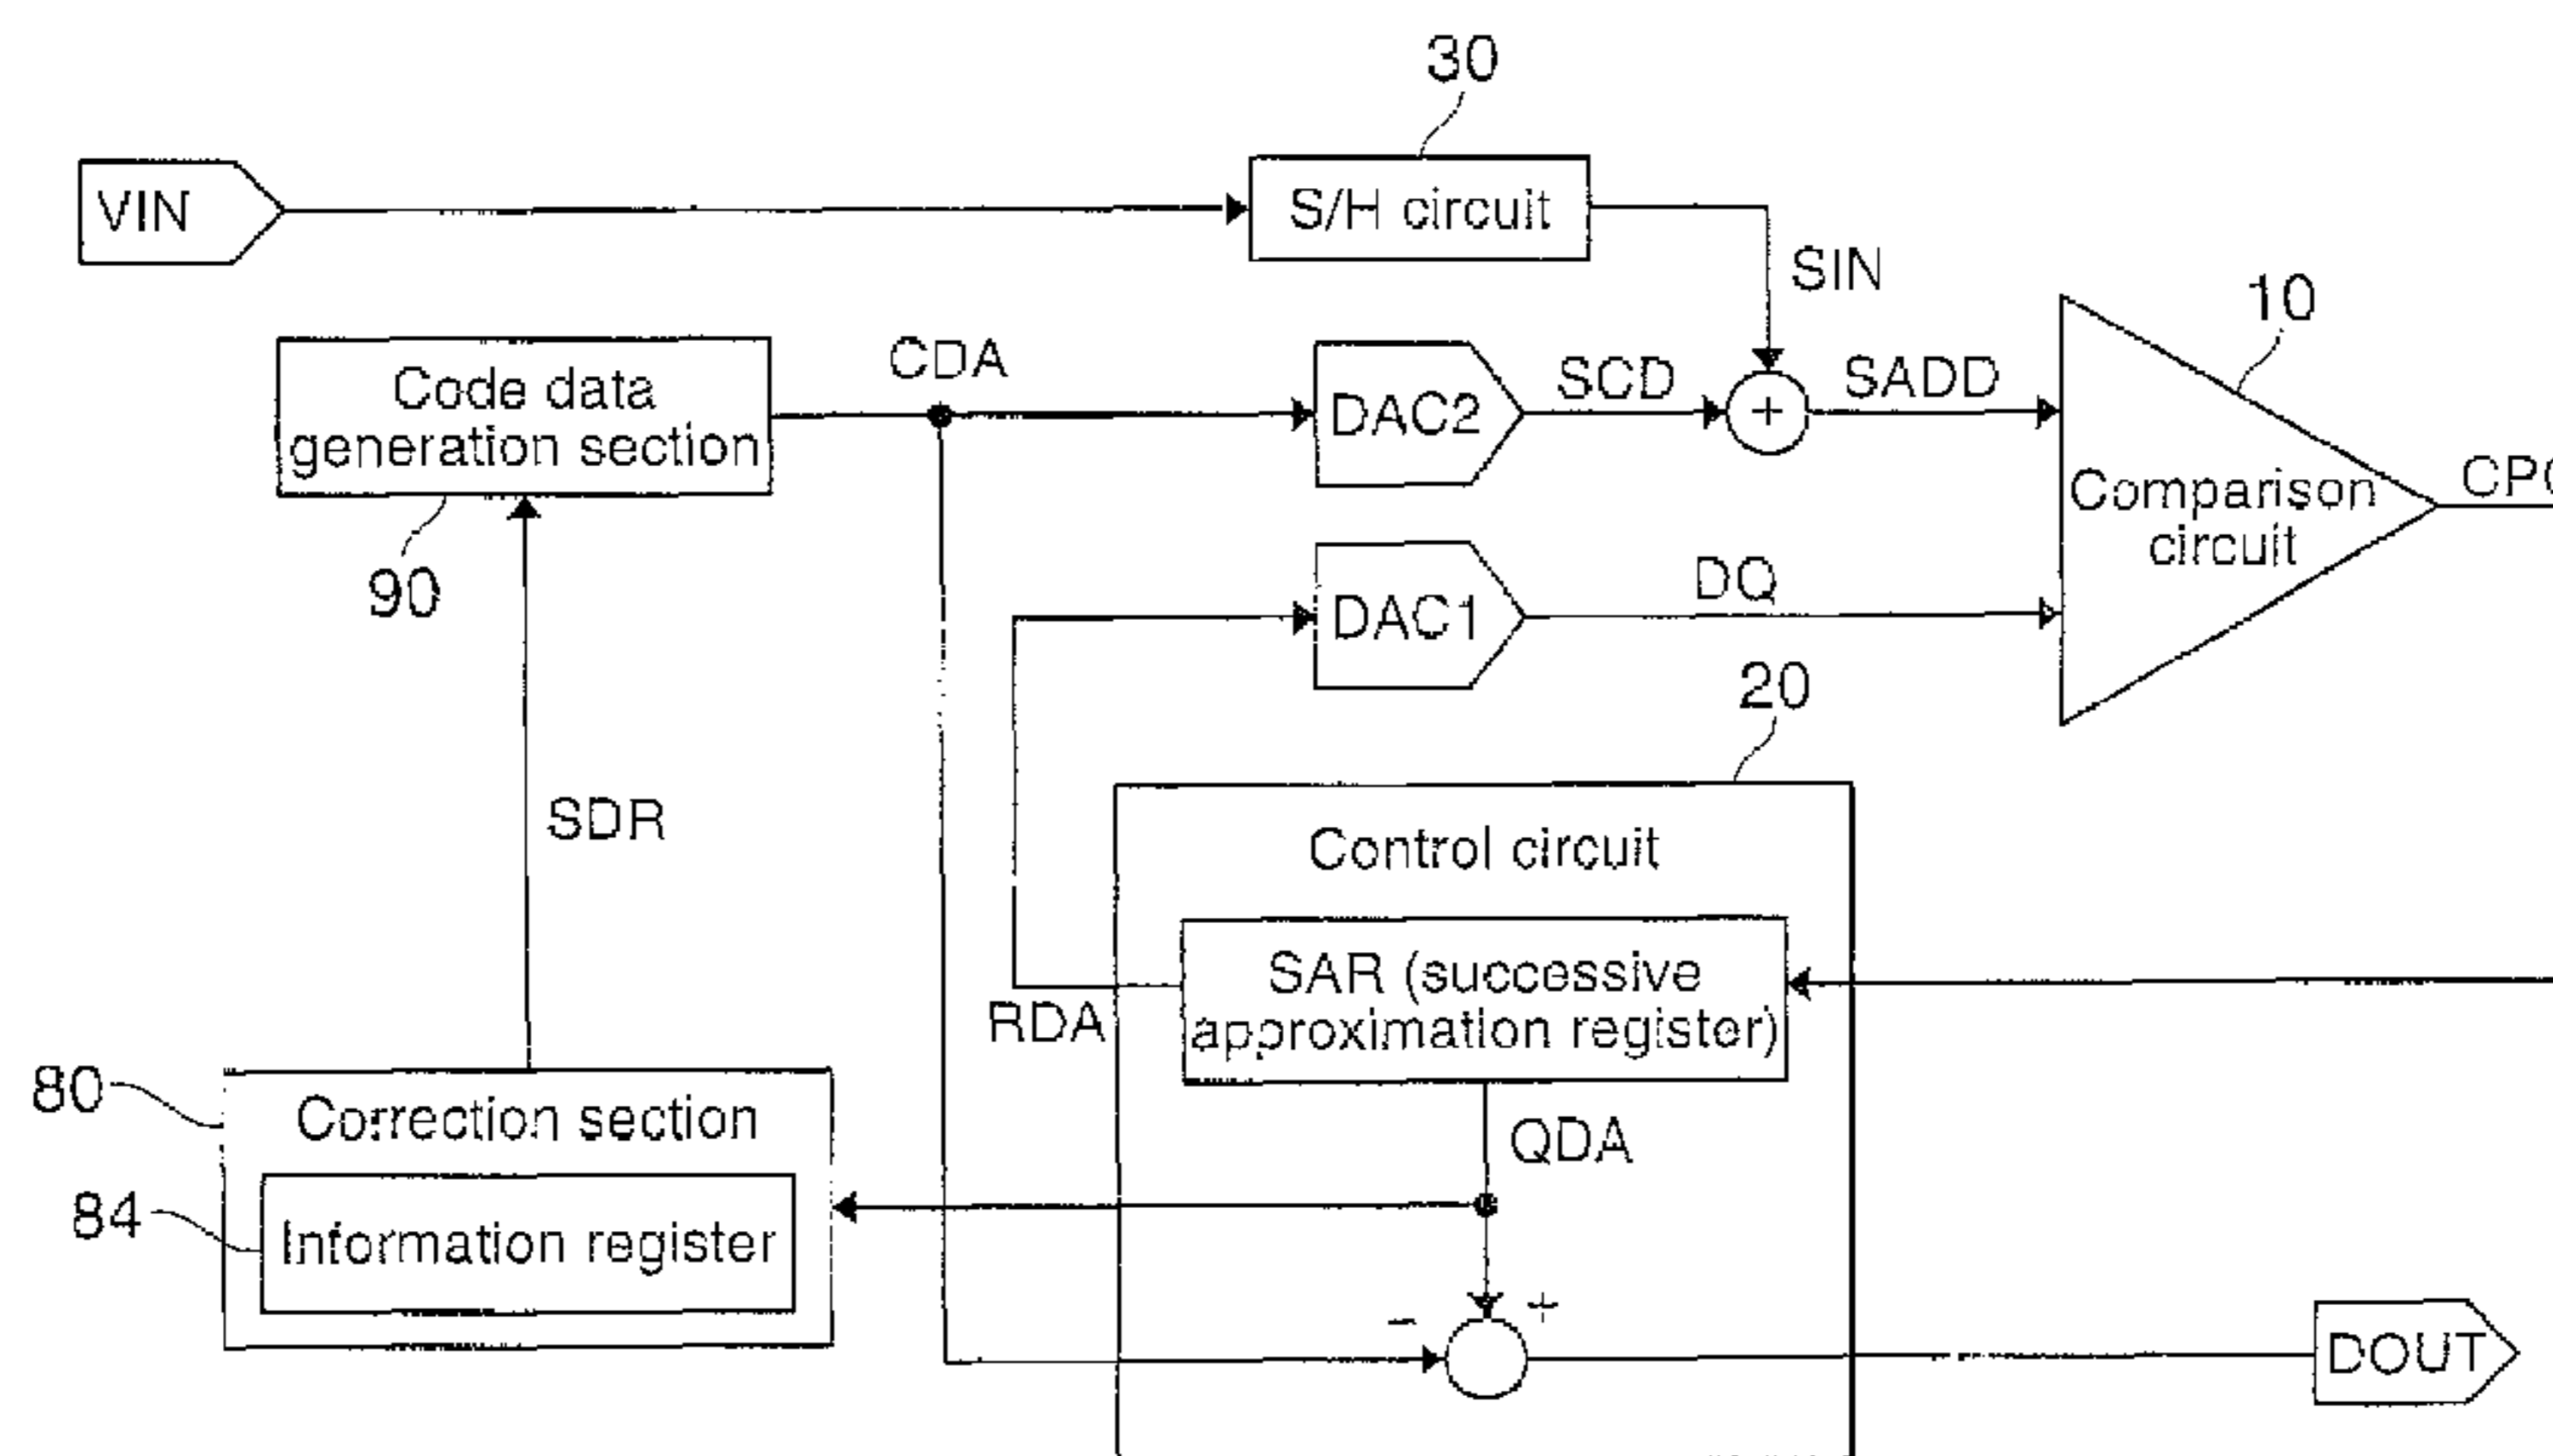 30
VIN
S/H circuit
SIN
10
Code data
generation section
CDA
DAC2
SCD
+
SADD
Comparison
circuit
90
DAC1
DQ
20
SDR
Control circuit
SAR (successive
approximation register)
RDA
80
Correction section
QDA
84
Information register
-
+
DOUT